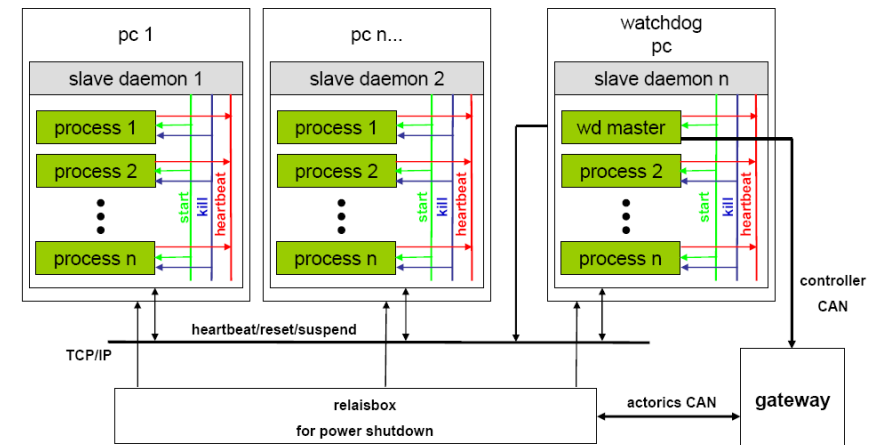 pc 1
slave daemon 1
process 1
process 2
process n
start
kill
heartbeat
pc n...
slave daemon 2
process 1
process 2
process n
start
kill
heartbeat
watchdog
pc
slave daemon n
wd master
process 2
process n
start
kill
heartbeat
controller
CAN
heartbeat/reset/suspend
TCP/IP
relaisbox
for power shutdown
actorics CAN
gateway